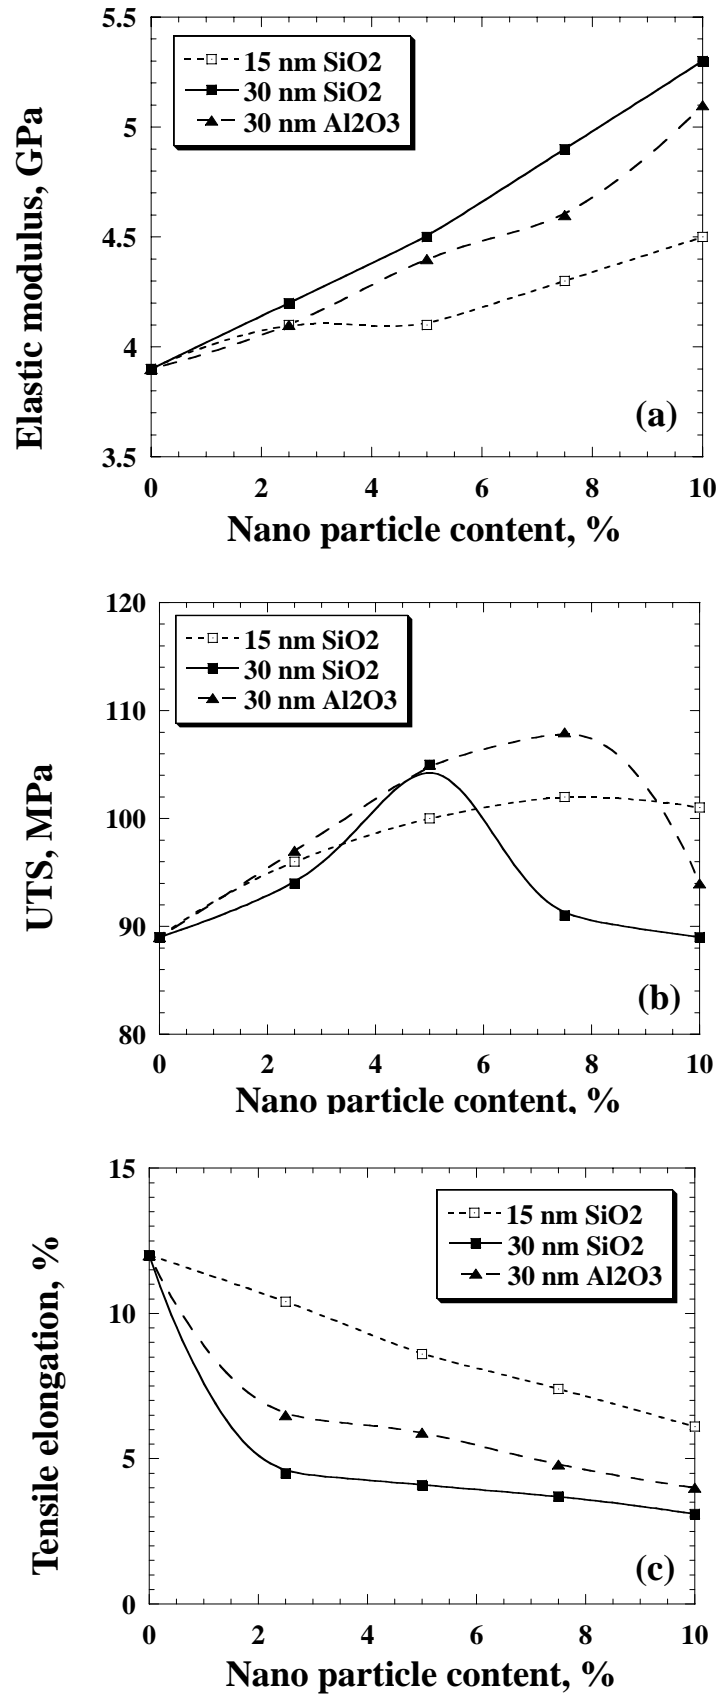 5.5
15 nm SiO2
30 nm SiO2
30 nm Al2O3
5
4.5
4
3.5
Elastic modulus, GPa
(a)
0 2 4 6 8 10
Nano particle content, %
120
15 nm SiO2
30 nm SiO2
30 nm Al2O3
110
100
90
80
UTS, MPa
(b)
0 2 4 6 8 10
Nano particle content, %
15
15 nm SiO2
30 nm SiO2
30 nm Al2O3
10
5
0
Tensile elongation, %
(c)
0 2 4 6 8 10
Nano particle content, %